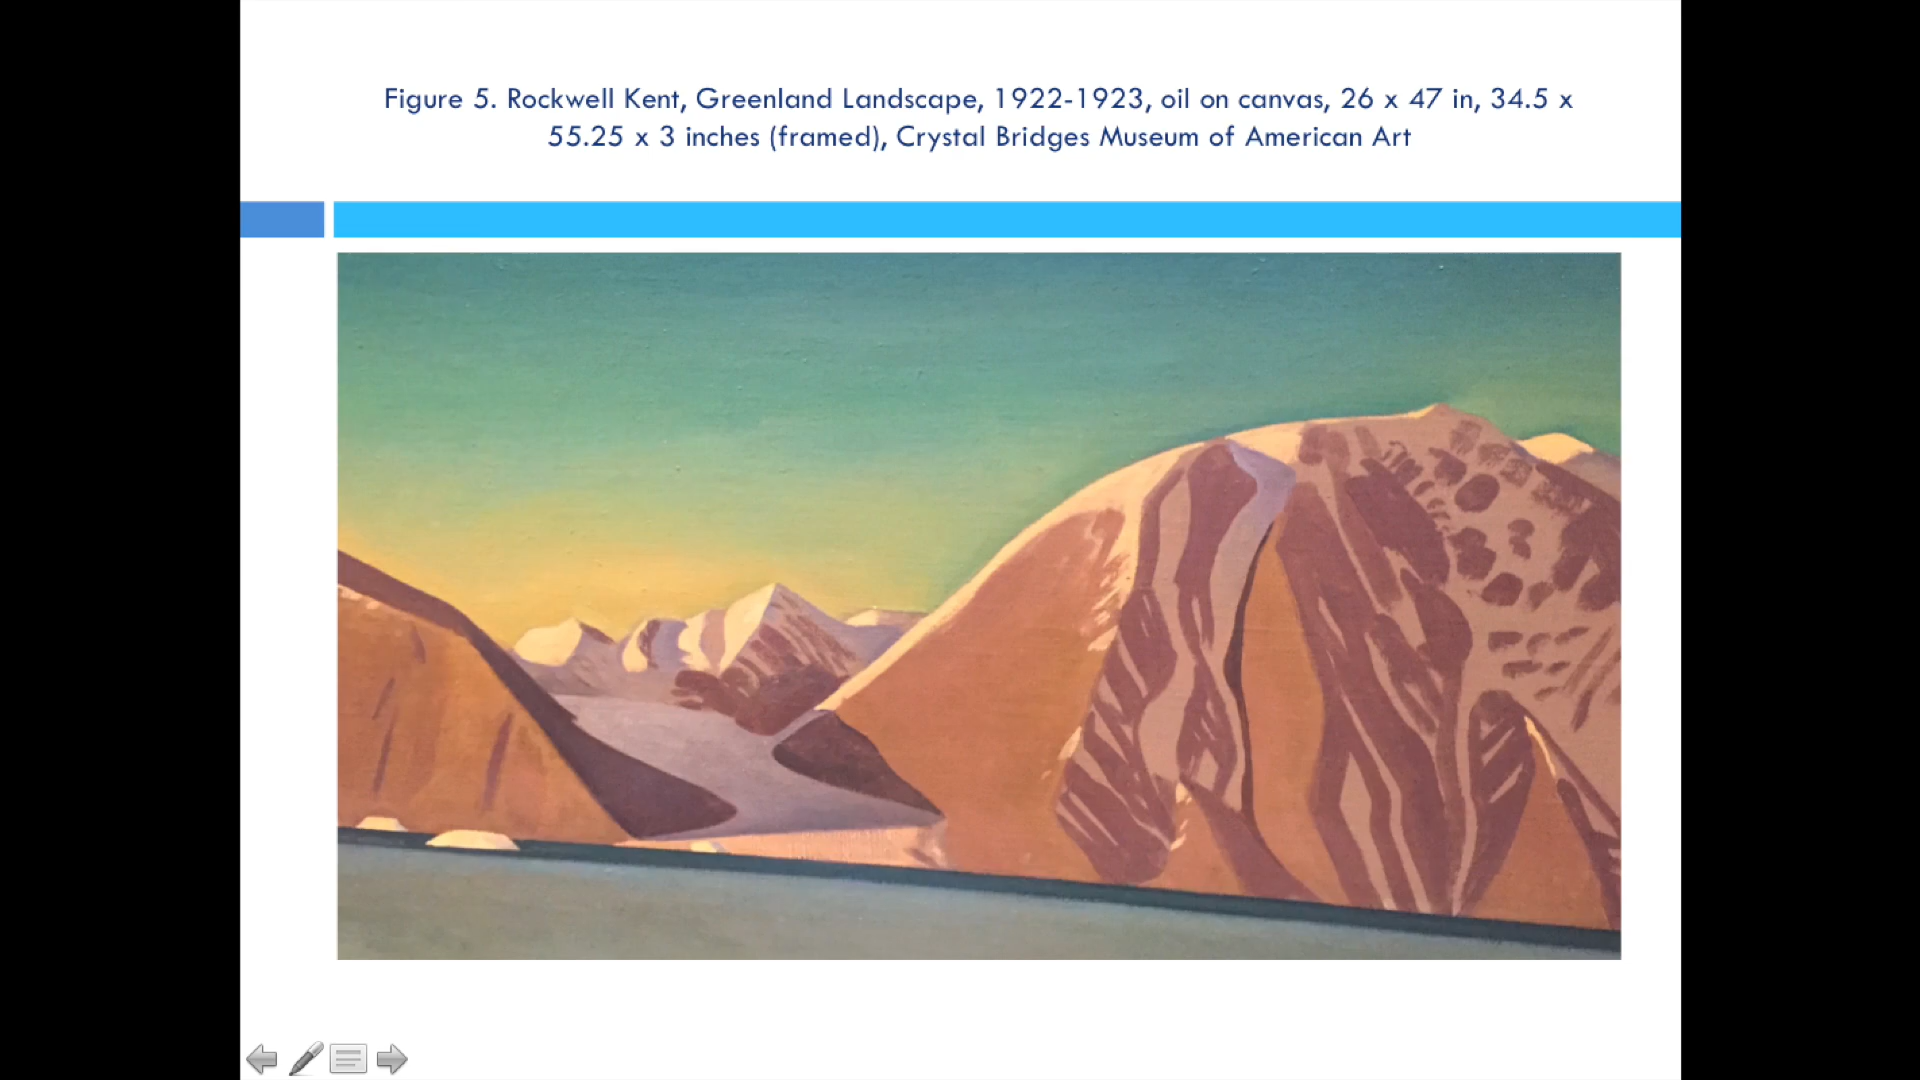 Figure 5. Rockwell Kent, Greenland Landscape, 1922-1923, oil on canvas, 26 x 47 in, 34.5 x
55.25 x 3 inches (framed), Crystal Bridges Museum of American Art